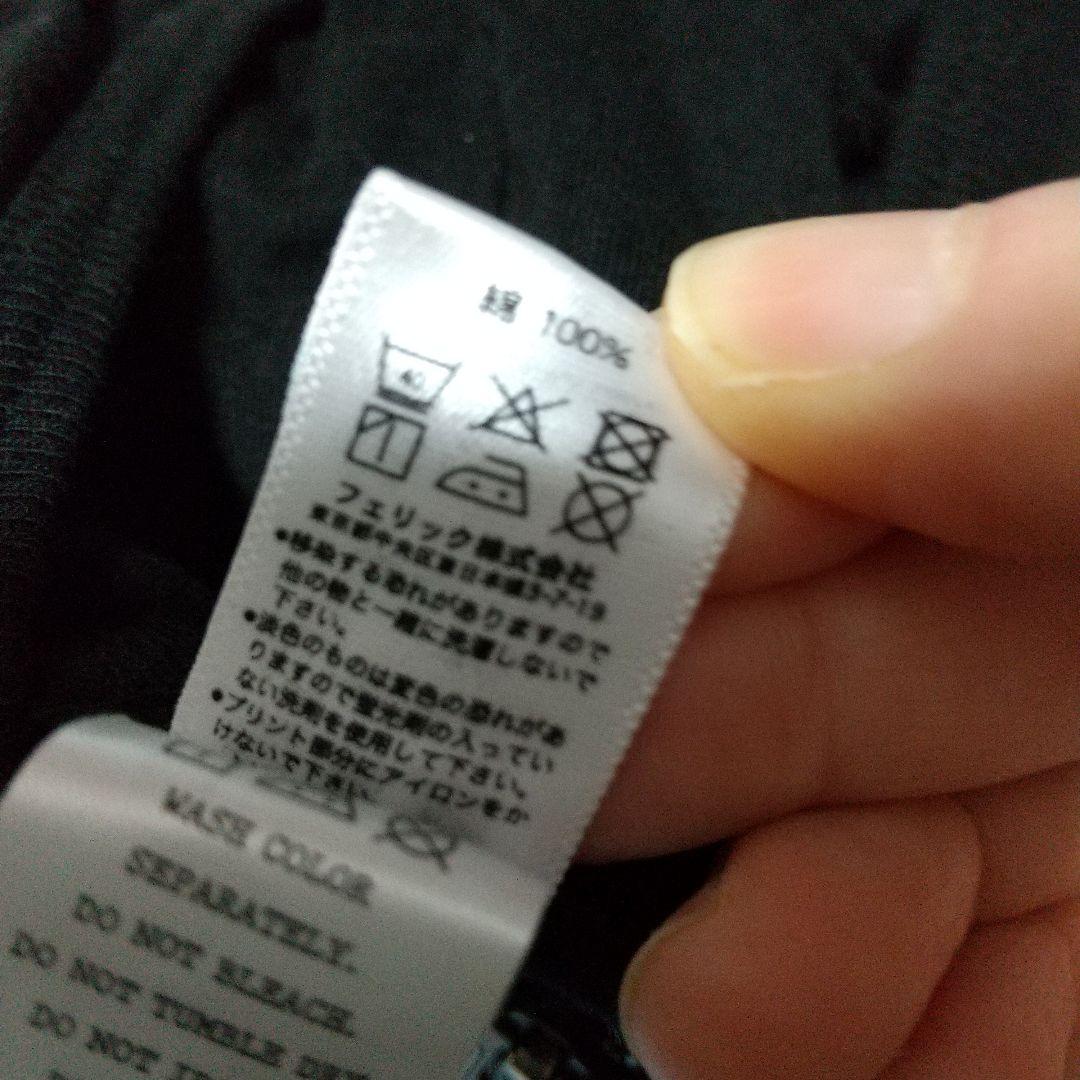 綿 100%
40
フェリック株式会社
東京都中央区東日本橋3-7-19
●移染する恐れがありますので
他の物と一緒に洗濯しないで
下さい。
●淡色のものは変色の恐れがあ
りますので蛍光剤の入ってい
ない洗剤を使用して下さい。
●プリント部分にアイロンをか
けないで下さい。
WASH COLOR
SEPARATELY.
DO NOT BLEACH.
DO NOT TUMBLE DRY
DO NOT